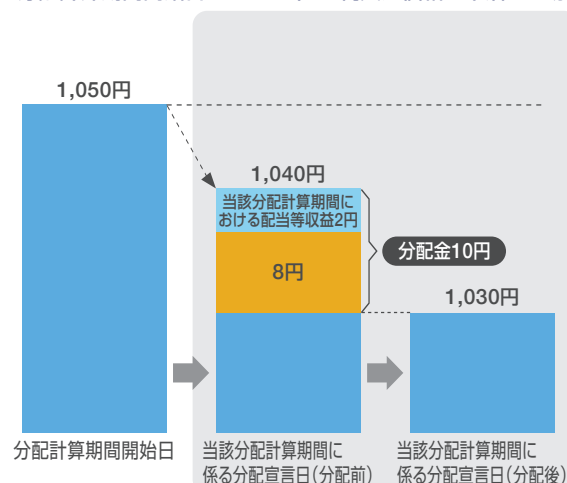 1,050円
1,040円
当該分配計算期間に
おける配当等収益2円
8円
分配金10円
1,030円
分配計算期間開始日
当該分配計算期間に
係る分配宣言日(分配前)
当該分配計算期間に
係る分配宣言日(分配後)